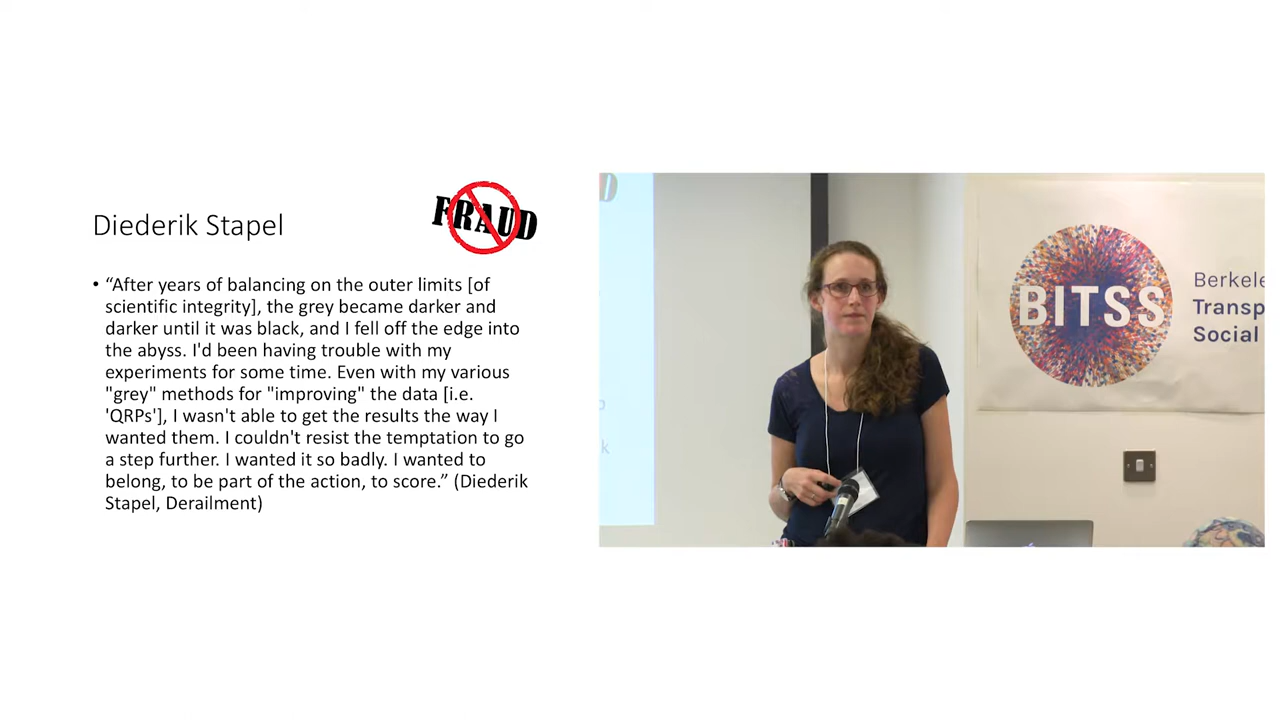 Diederik Stapel
FRAUD
• “After years of balancing on the outer limits [of
scientific integrity], the grey became darker and
darker until it was black, and I fell off the edge into
the abyss. I'd been having trouble with my
experiments for some time. Even with my various
"grey" methods for "improving" the data [i.e.
'QRPs'], I wasn't able to get the results the way I
wanted them. I couldn't resist the temptation to go
a step further. I wanted it so badly. I wanted to
belong, to be part of the action, to score.” (Diederik
Stapel, Derailment)
D
p
k
BITSS
Berkele
Transp
Social